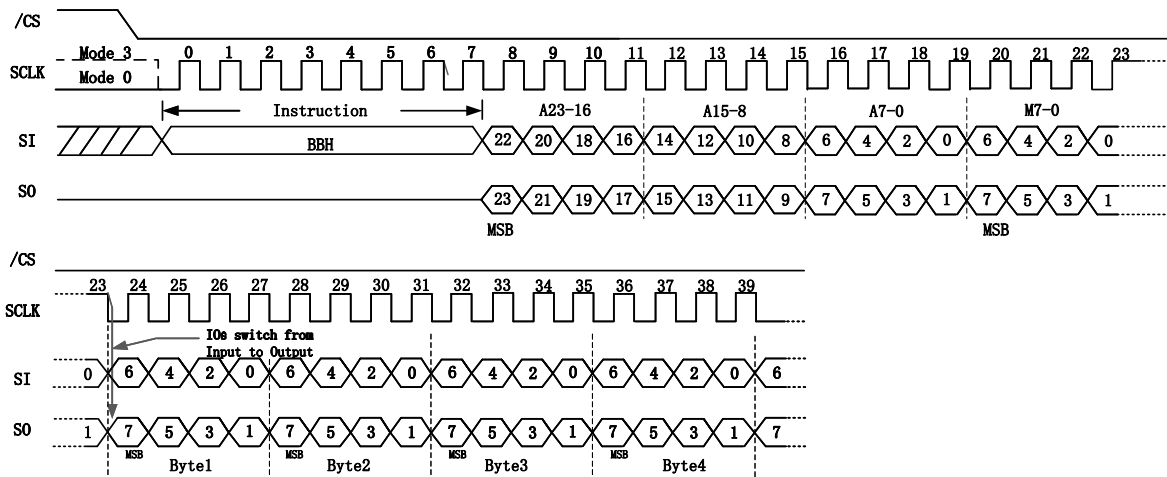 /CS
Mode 3 0 1 2 3 4 5 6 7 8 9 10 11 12 13 14 15 16 17 18 19 20 21 22 23
SCLK
Mode 0
Instruction A23-16 A15-8 A7-0 M7-0
SI BBH 22 20 18 16 14 12 10 8 6 4 2 0 6 4 2 0
SO 23 21 19 17 15 13 11 9 7 5 3 1 7 5 3 1
MSB MSB
/CS
23 24 25 26 27 28 29 30 31 32 33 34 35 36 37 38 39
SCLK
IOe switch from
Input to Output
SI 0 6 4 2 0 6 4 2 0 6 4 2 0 6 4 2 0 6
SO 1 7 5 3 1 7 5 3 1 7 5 3 1 7 5 3 1 7
MSB MSB MSB MSB
Byte1 Byte2 Byte3 Byte4